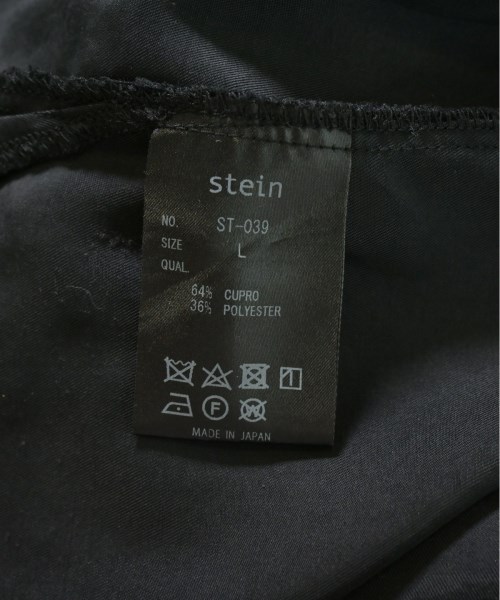 stein
NO. ST-039
SIZE L
QUAL
64% CUPRO
36% POLYESTER
F W
MADE IN JAPAN